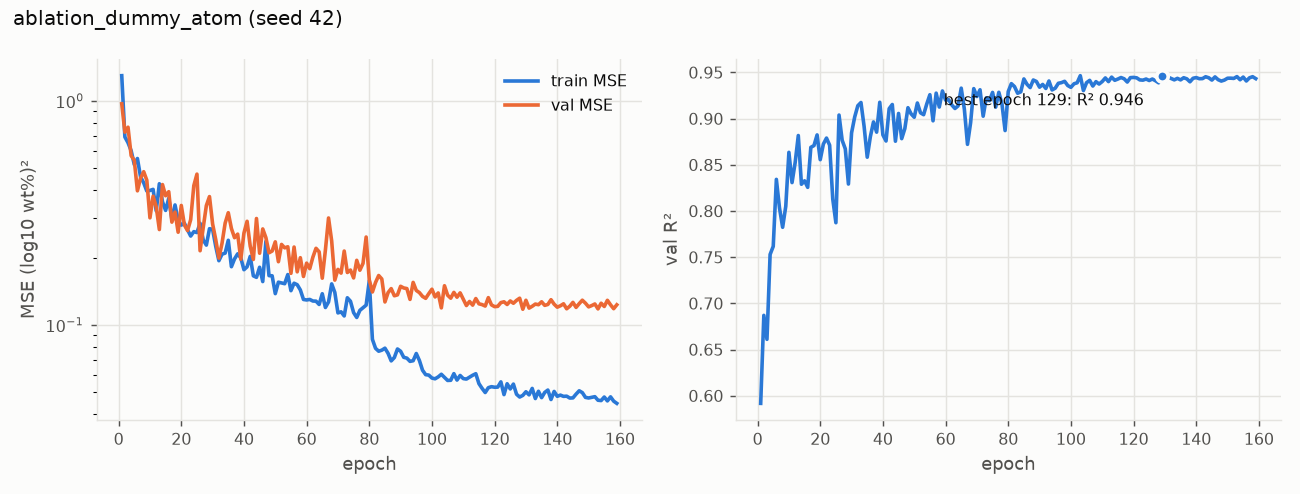 ablation_dummy_atom (seed 42)
MSE (log10 wt%)²
10⁰
10⁻¹
train MSE
val MSE
0 20 40 60 80 100 120 140 160
epoch
val R²
0.95
0.90
0.85
0.80
0.75
0.70
0.65
0.60
best epoch 129: R² 0.946
0 20 40 60 80 100 120 140 160
epoch